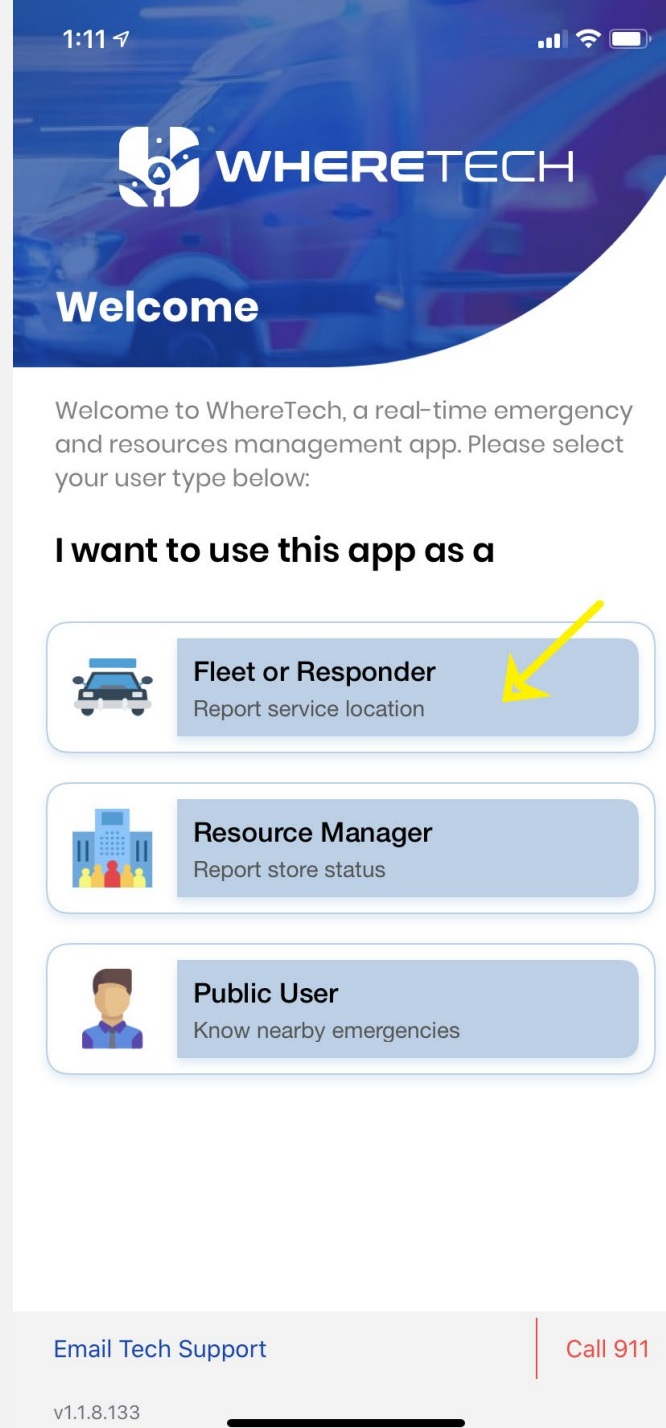 1:11
WHERETECH
Welcome
Welcome to WhereTech, a real-time emergency
and resources management app. Please select
your user type below:
I want to use this app as a
Fleet or Responder
Report service location
Resource Manager
Report store status
Public User
Know nearby emergencies
Email Tech Support
Call 911
v1.1.8.133